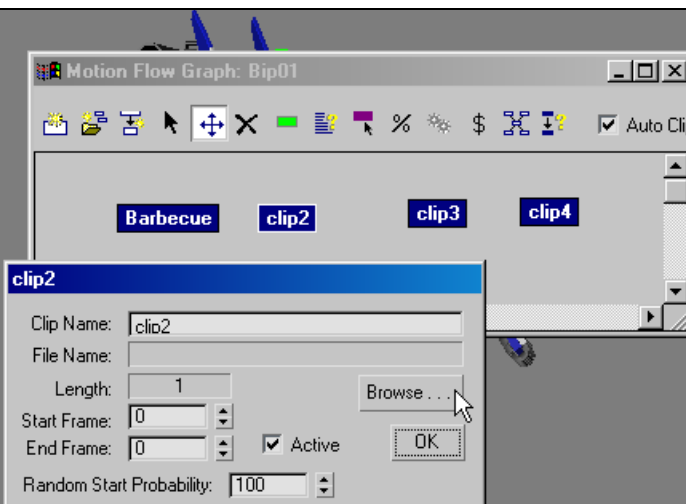 Motion Flow Graph: Bip01
% $ Auto Cli
Barbecue clip2 clip3 clip4
clip2
Clip Name: clip2
File Name:
Length: 1
Browse . . .
Start Frame: 0
End Frame: 0 Active OK
Random Start Probability: 100